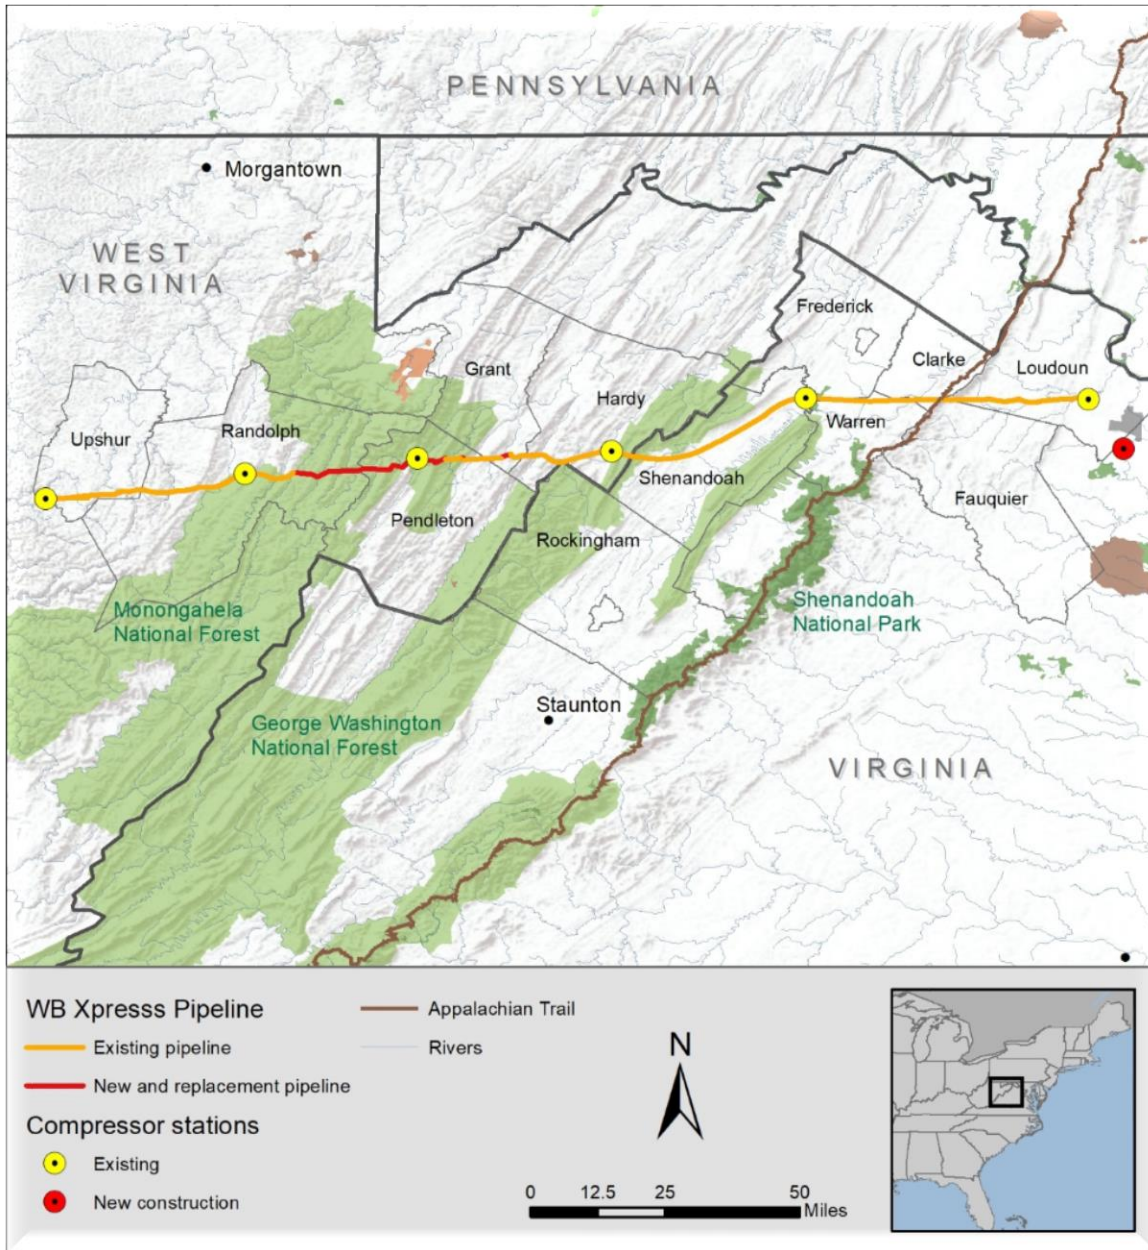 PENNSYLVANIA
Morgantown
WEST
VIRGINIA
Frederick
Clarke
Loudoun
Grant
Hardy
Upshur
Randolph
Warren
Shenandoah
Fauquier
Pendleton
Rockingham
Monongahela
National Forest
Shenandoah
National Park
Staunton
George Washington
National Forest
VIRGINIA
WB Xpresss Pipeline
Existing pipeline
New and replacement pipeline
Compressor stations
Existing
New construction
Appalachian Trail
Rivers
N
0 12.5 25 50
Miles